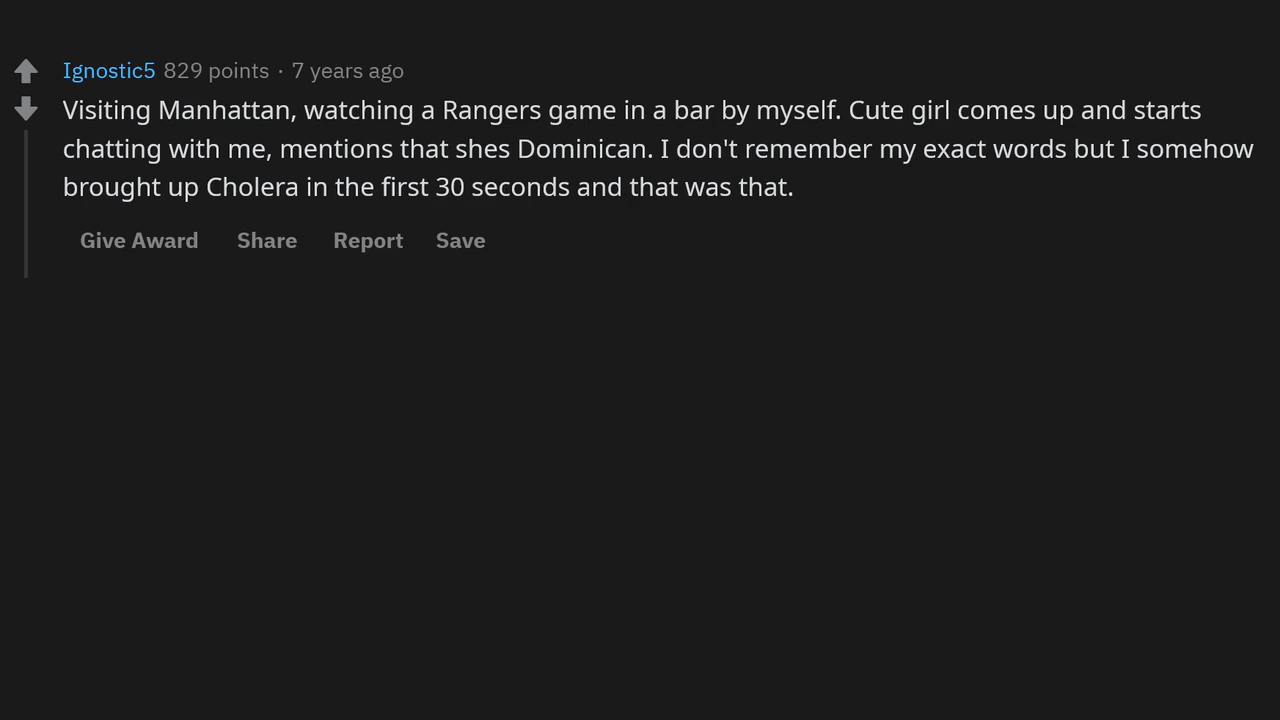 Ignostic5 829 points · 7 years ago
Visiting Manhattan, watching a Rangers game in a bar by myself. Cute girl comes up and starts
chatting with me, mentions that shes Dominican. I don't remember my exact words but I somehow
brought up Cholera in the first 30 seconds and that was that.
Give Award Share Report Save